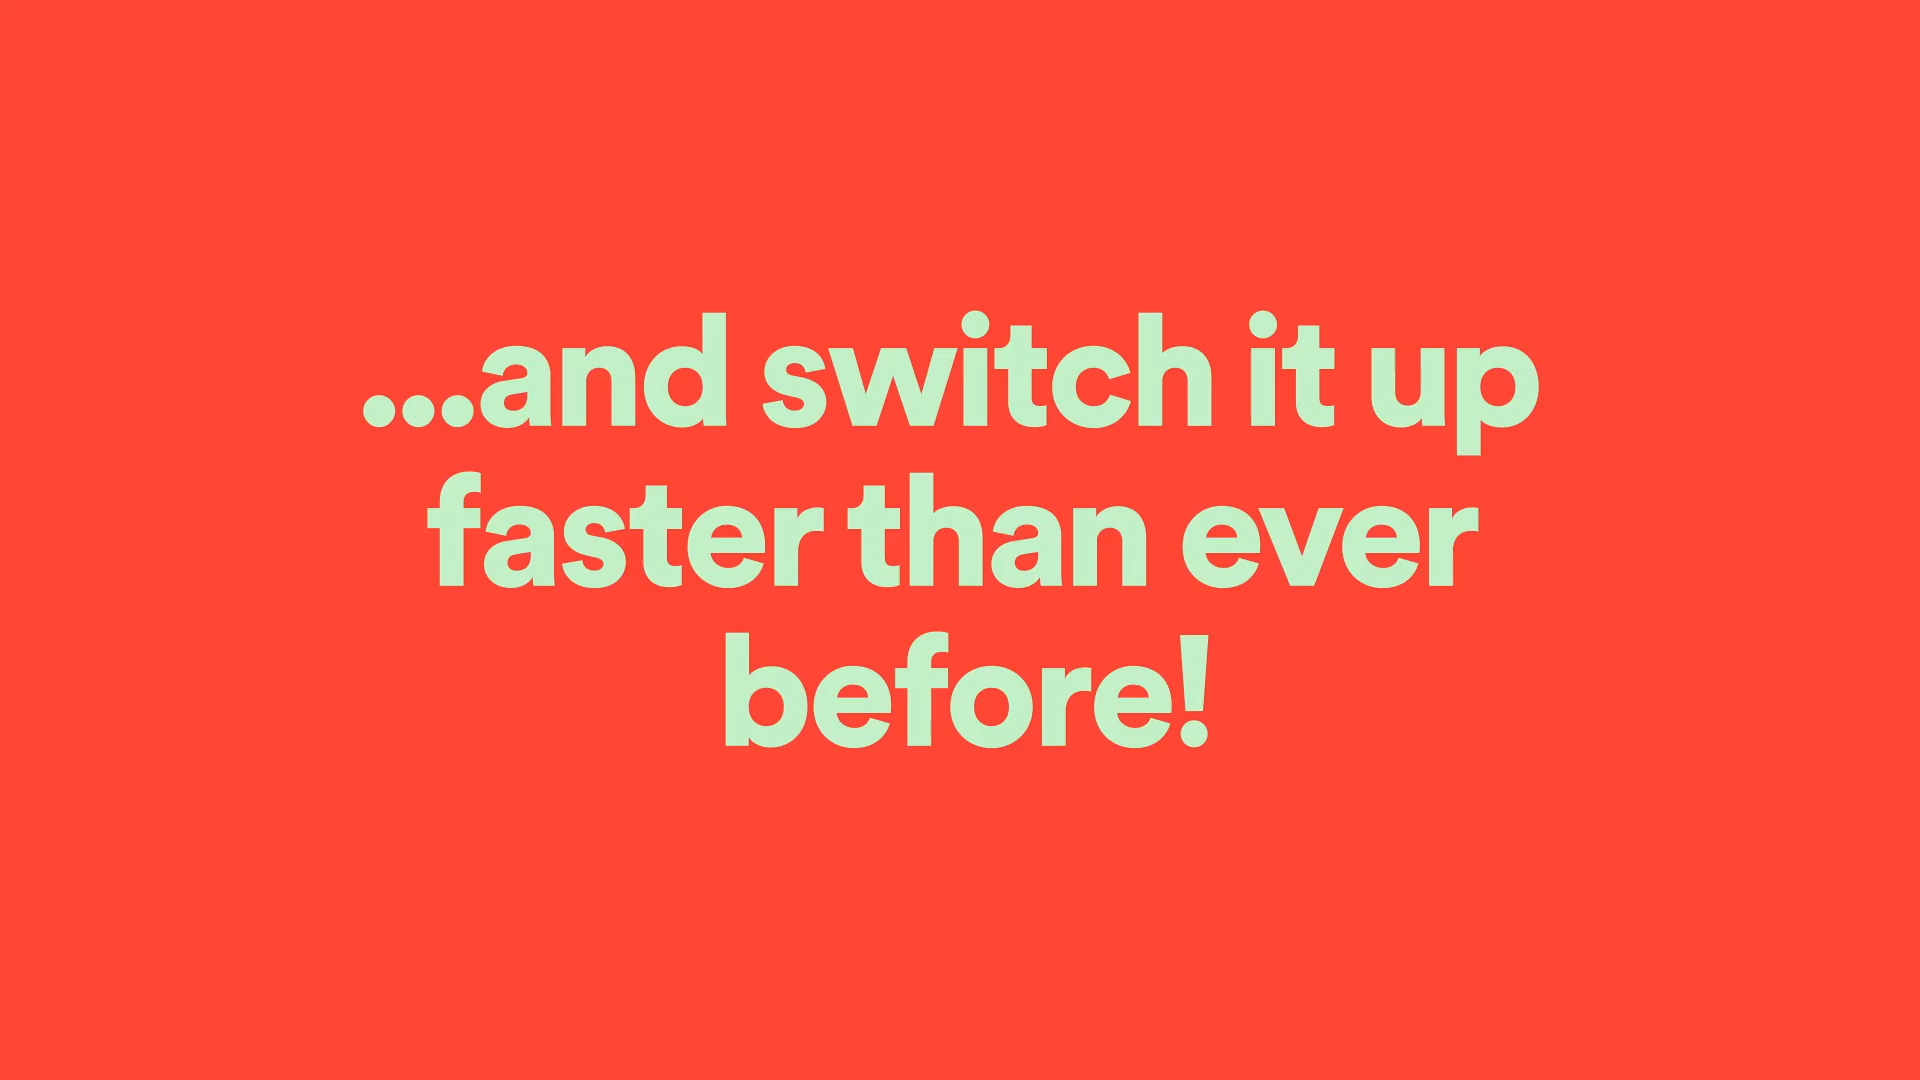 ...and switch it up
faster than ever
before!